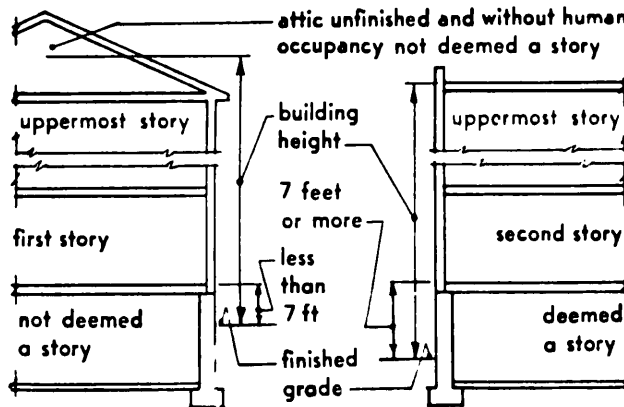 attic unfinished and without human
occupancy not deemed a story
uppermost story
building
height
uppermost story
7 feet
or more
first story
second story
less
than
7 ft
not deemed
a story
deemed
a story
finished
grade